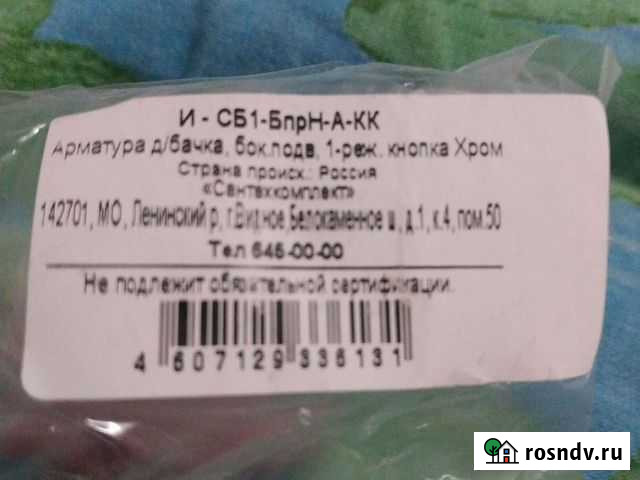 И - СБ1-БпрН-А-КК
Арматура д/бачка, бок.подв, 1-реж. кнопка Хром
Страна происх.: Россия
«Сантехкомплект»
142701, МО, Ленинский р, г.Видное, Белокаменное ш, д.1, к.4, пом.50
Тел 645-00-00
Не подлежит обязательной сертификации.
4 607129 336131
rosndv.ru